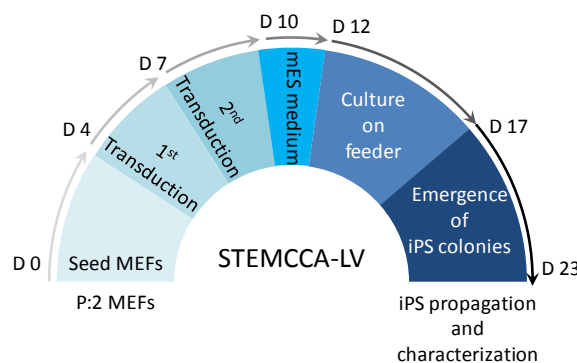 D 0
D 4
D 7
D 10
D 12
D 17
D 23
Seed MEFs
1st
Transduction
2nd
Transduction
mES medium
Culture
on
feeder
Emergence
of
iPS colonies
STEMCCA-LV
P:2 MEFs
iPS propagation
and
characterization